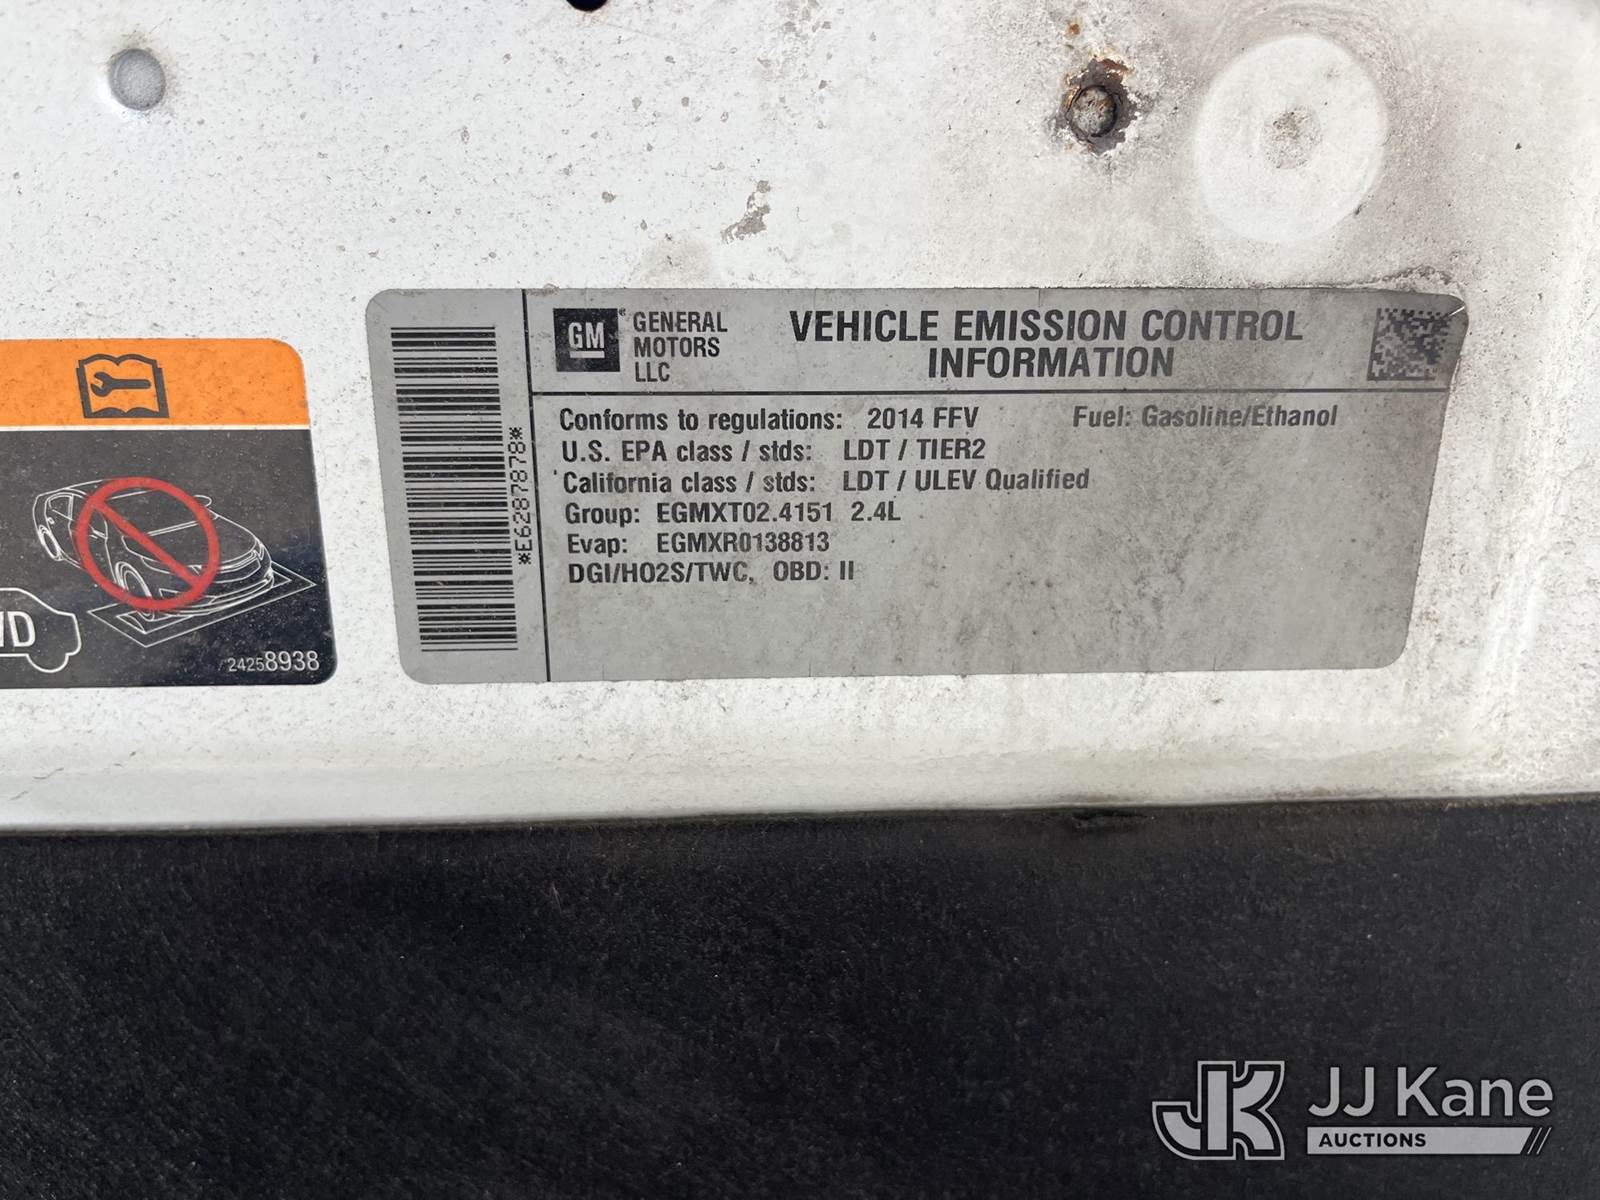 GM
GENERAL
MOTORS
LLC
VEHICLE EMISSION CONTROL
INFORMATION
Conforms to regulations: 2014 FFV Fuel: Gasoline/Ethanol
U.S. EPA class / stds: LDT / TIER2
California class / stds: LDT / ULEV Qualified
Group: EGMXT02.4151 2.4L
Evap: EGMXR0138813
DGI/HO2S/TWC, OBD: II
*E6287878*
24258938
JK
JJ Kane
AUCTIONS